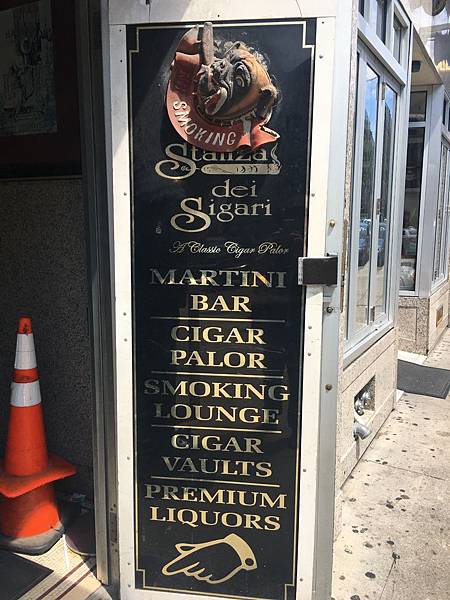 SMOKING
Stanza
dei
Sigari
A Classic Cigar Palor
MARTINI
BAR
CIGAR
PALOR
SMOKING
LOUNGE
CIGAR
VAULTS
PREMIUM
LIQUORS